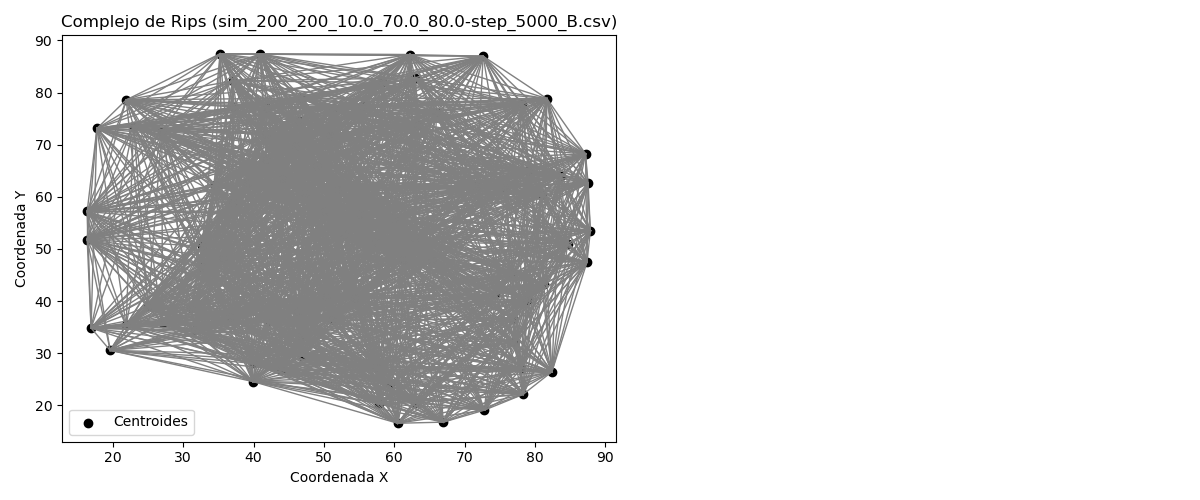 Complejo de Rips (sim_200_200_10.0_70.0_80.0-step_5000_B.csv)
90
80
70
60
50
40
30
20
Coordenada Y
Centroides
20 30 40 50 60 70 80 90
Coordenada X